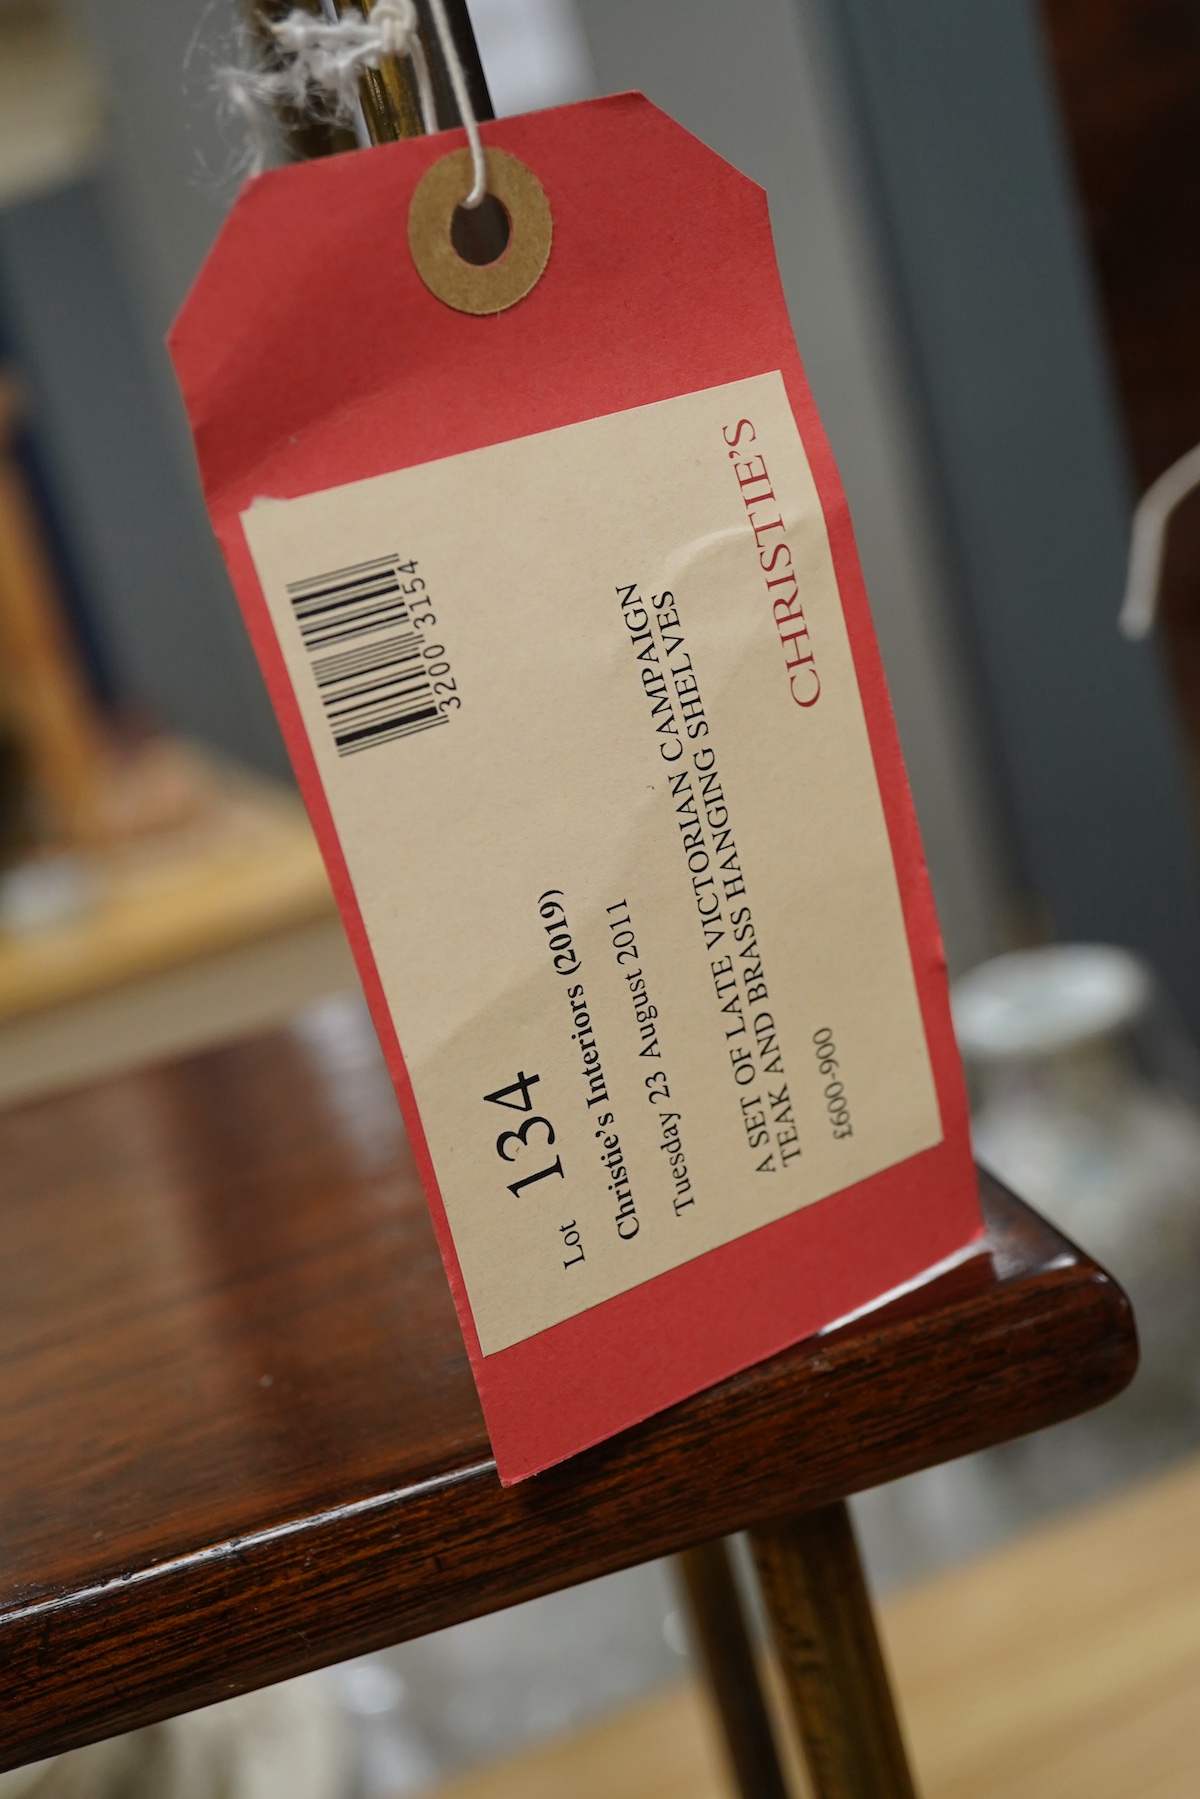 3200 3154
Lot 134
Christie's Interiors (2019)
Tuesday 23 August 2011
A SET OF LATE VICTORIAN CAMPAIGN
TEAK AND BRASS HANGING SHELVES
£600-900
CHRISTIE'S